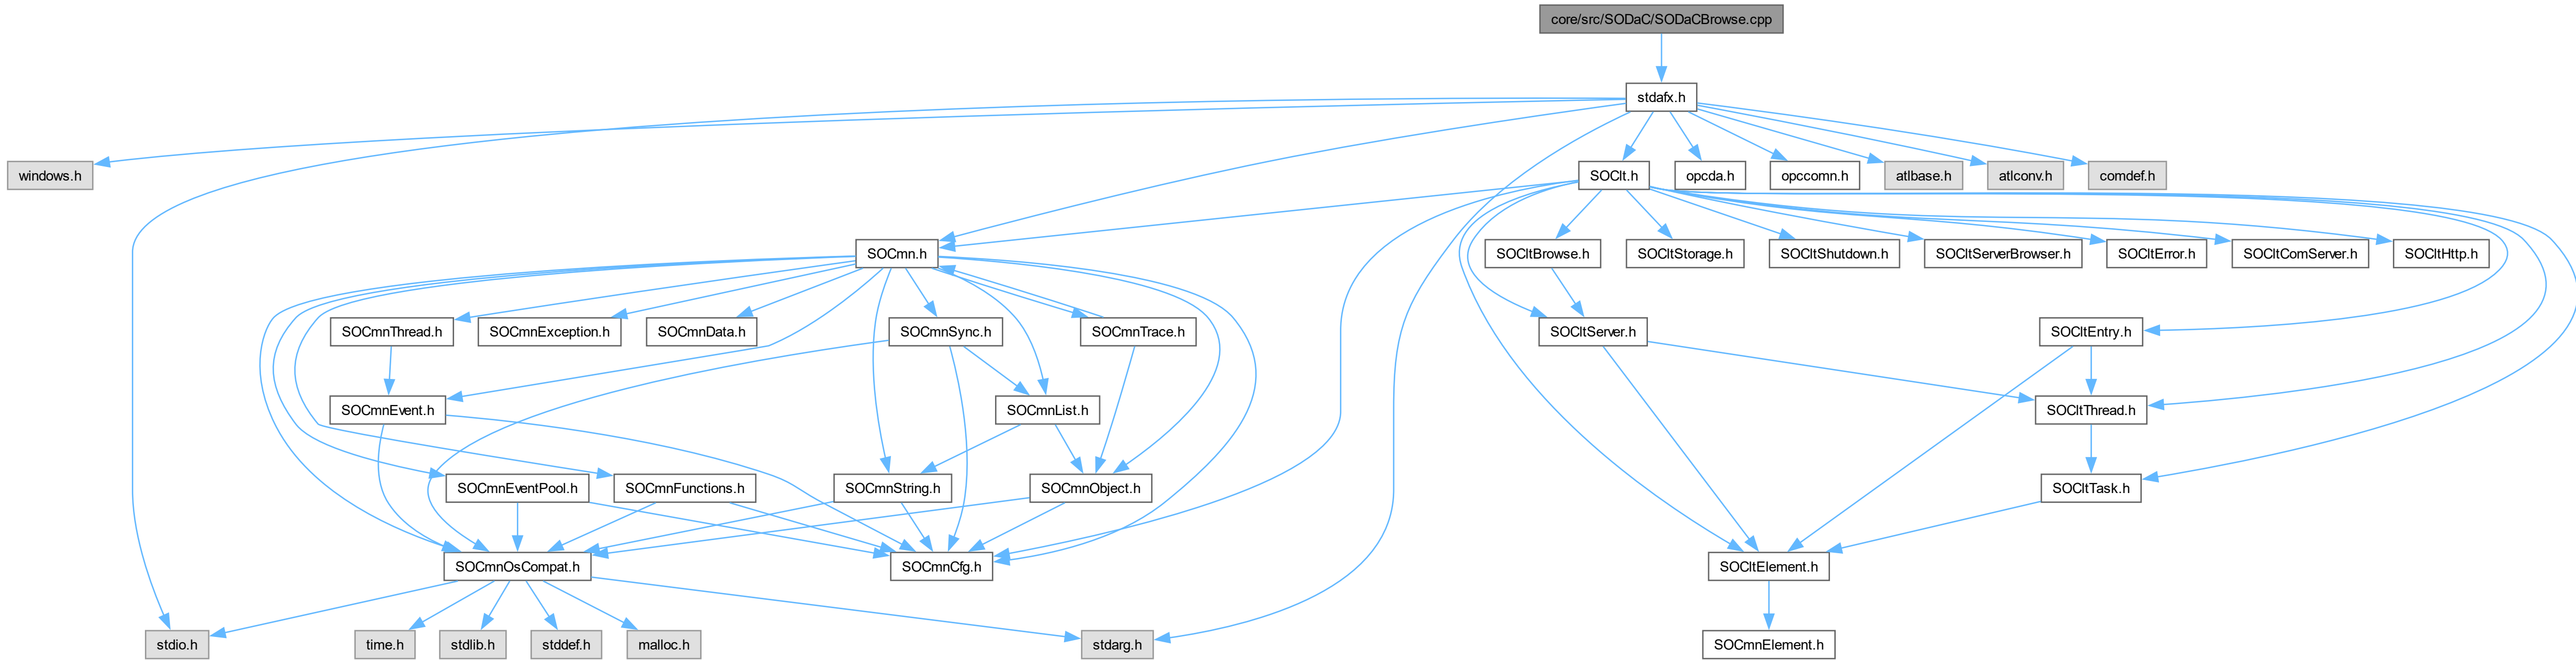 core/src/SODaC/SODaCBrowse.cpp
stdafx.h
windows.h
SOClt.h
opcda.h
opccomn.h
atlbase.h
atlconv.h
comdef.h
SOCmn.h
SOCltBrowse.h
SOCltStorage.h
SOCltShutdown.h
SOCltServerBrowser.h
SOCltError.h
SOCltComServer.h
SOCltHttp.h
SOCmnThread.h
SOCmnException.h
SOCmnData.h
SOCmnSync.h
SOCmnTrace.h
SOCltServer.h
SOCltEntry.h
SOCmnEvent.h
SOCmnList.h
SOCltThread.h
SOCmnEventPool.h
SOCmnFunctions.h
SOCmnString.h
SOCmnObject.h
SOCltTask.h
SOCmnOsCompat.h
SOCmnCfg.h
SOCltElement.h
stdio.h
time.h
stdlib.h
stddef.h
malloc.h
stdarg.h
SOCmnElement.h